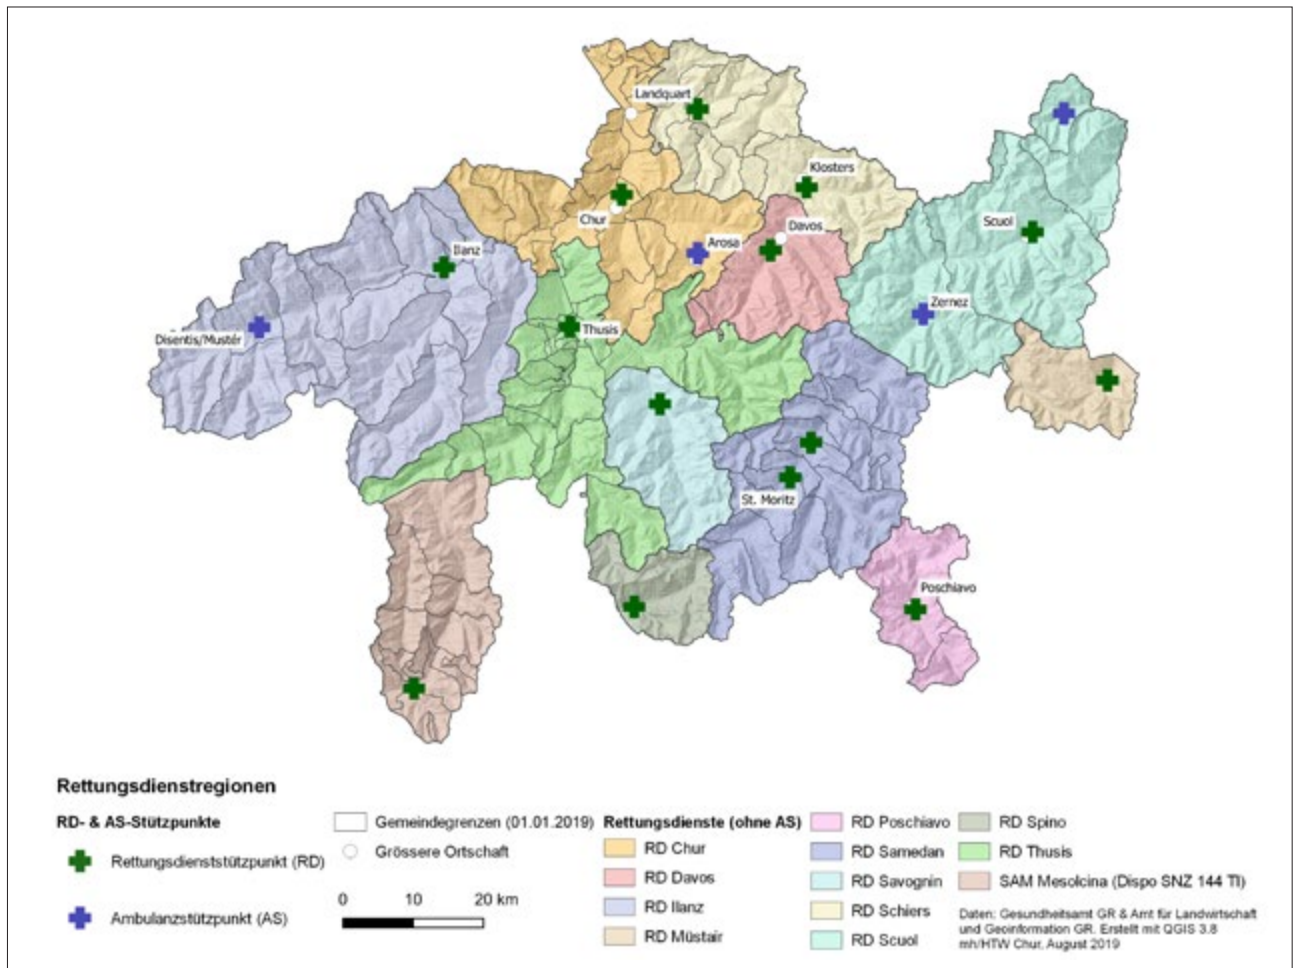 Landquart
Klosters
Chur
Davos
Arosa
Scuol
Ilanz
Zernez
Thusis
Disentis/Mustér
St. Moritz
Poschiavo
Rettungsdienstregionen
RD- & AS-Stützpunkte
Rettungsdienststützpunkt (RD)
Ambulanzstützpunkt (AS)
Gemeindegrenzen (01.01.2019)
Grössere Ortschaft
0 10 20 km
Rettungsdienste (ohne AS)
RD Chur
RD Davos
RD Ilanz
RD Müstair
RD Poschiavo
RD Samedan
RD Savognin
RD Schiers
RD Scuol
RD Spino
RD Thusis
SAM Mesolcina (Dispo SNZ 144 TI)
Daten: Gesundheitsamt GR & Amt für Landwirtschaft
und Geoinformation GR. Erstellt mit QGIS 3.8
mh/HTW Chur, August 2019